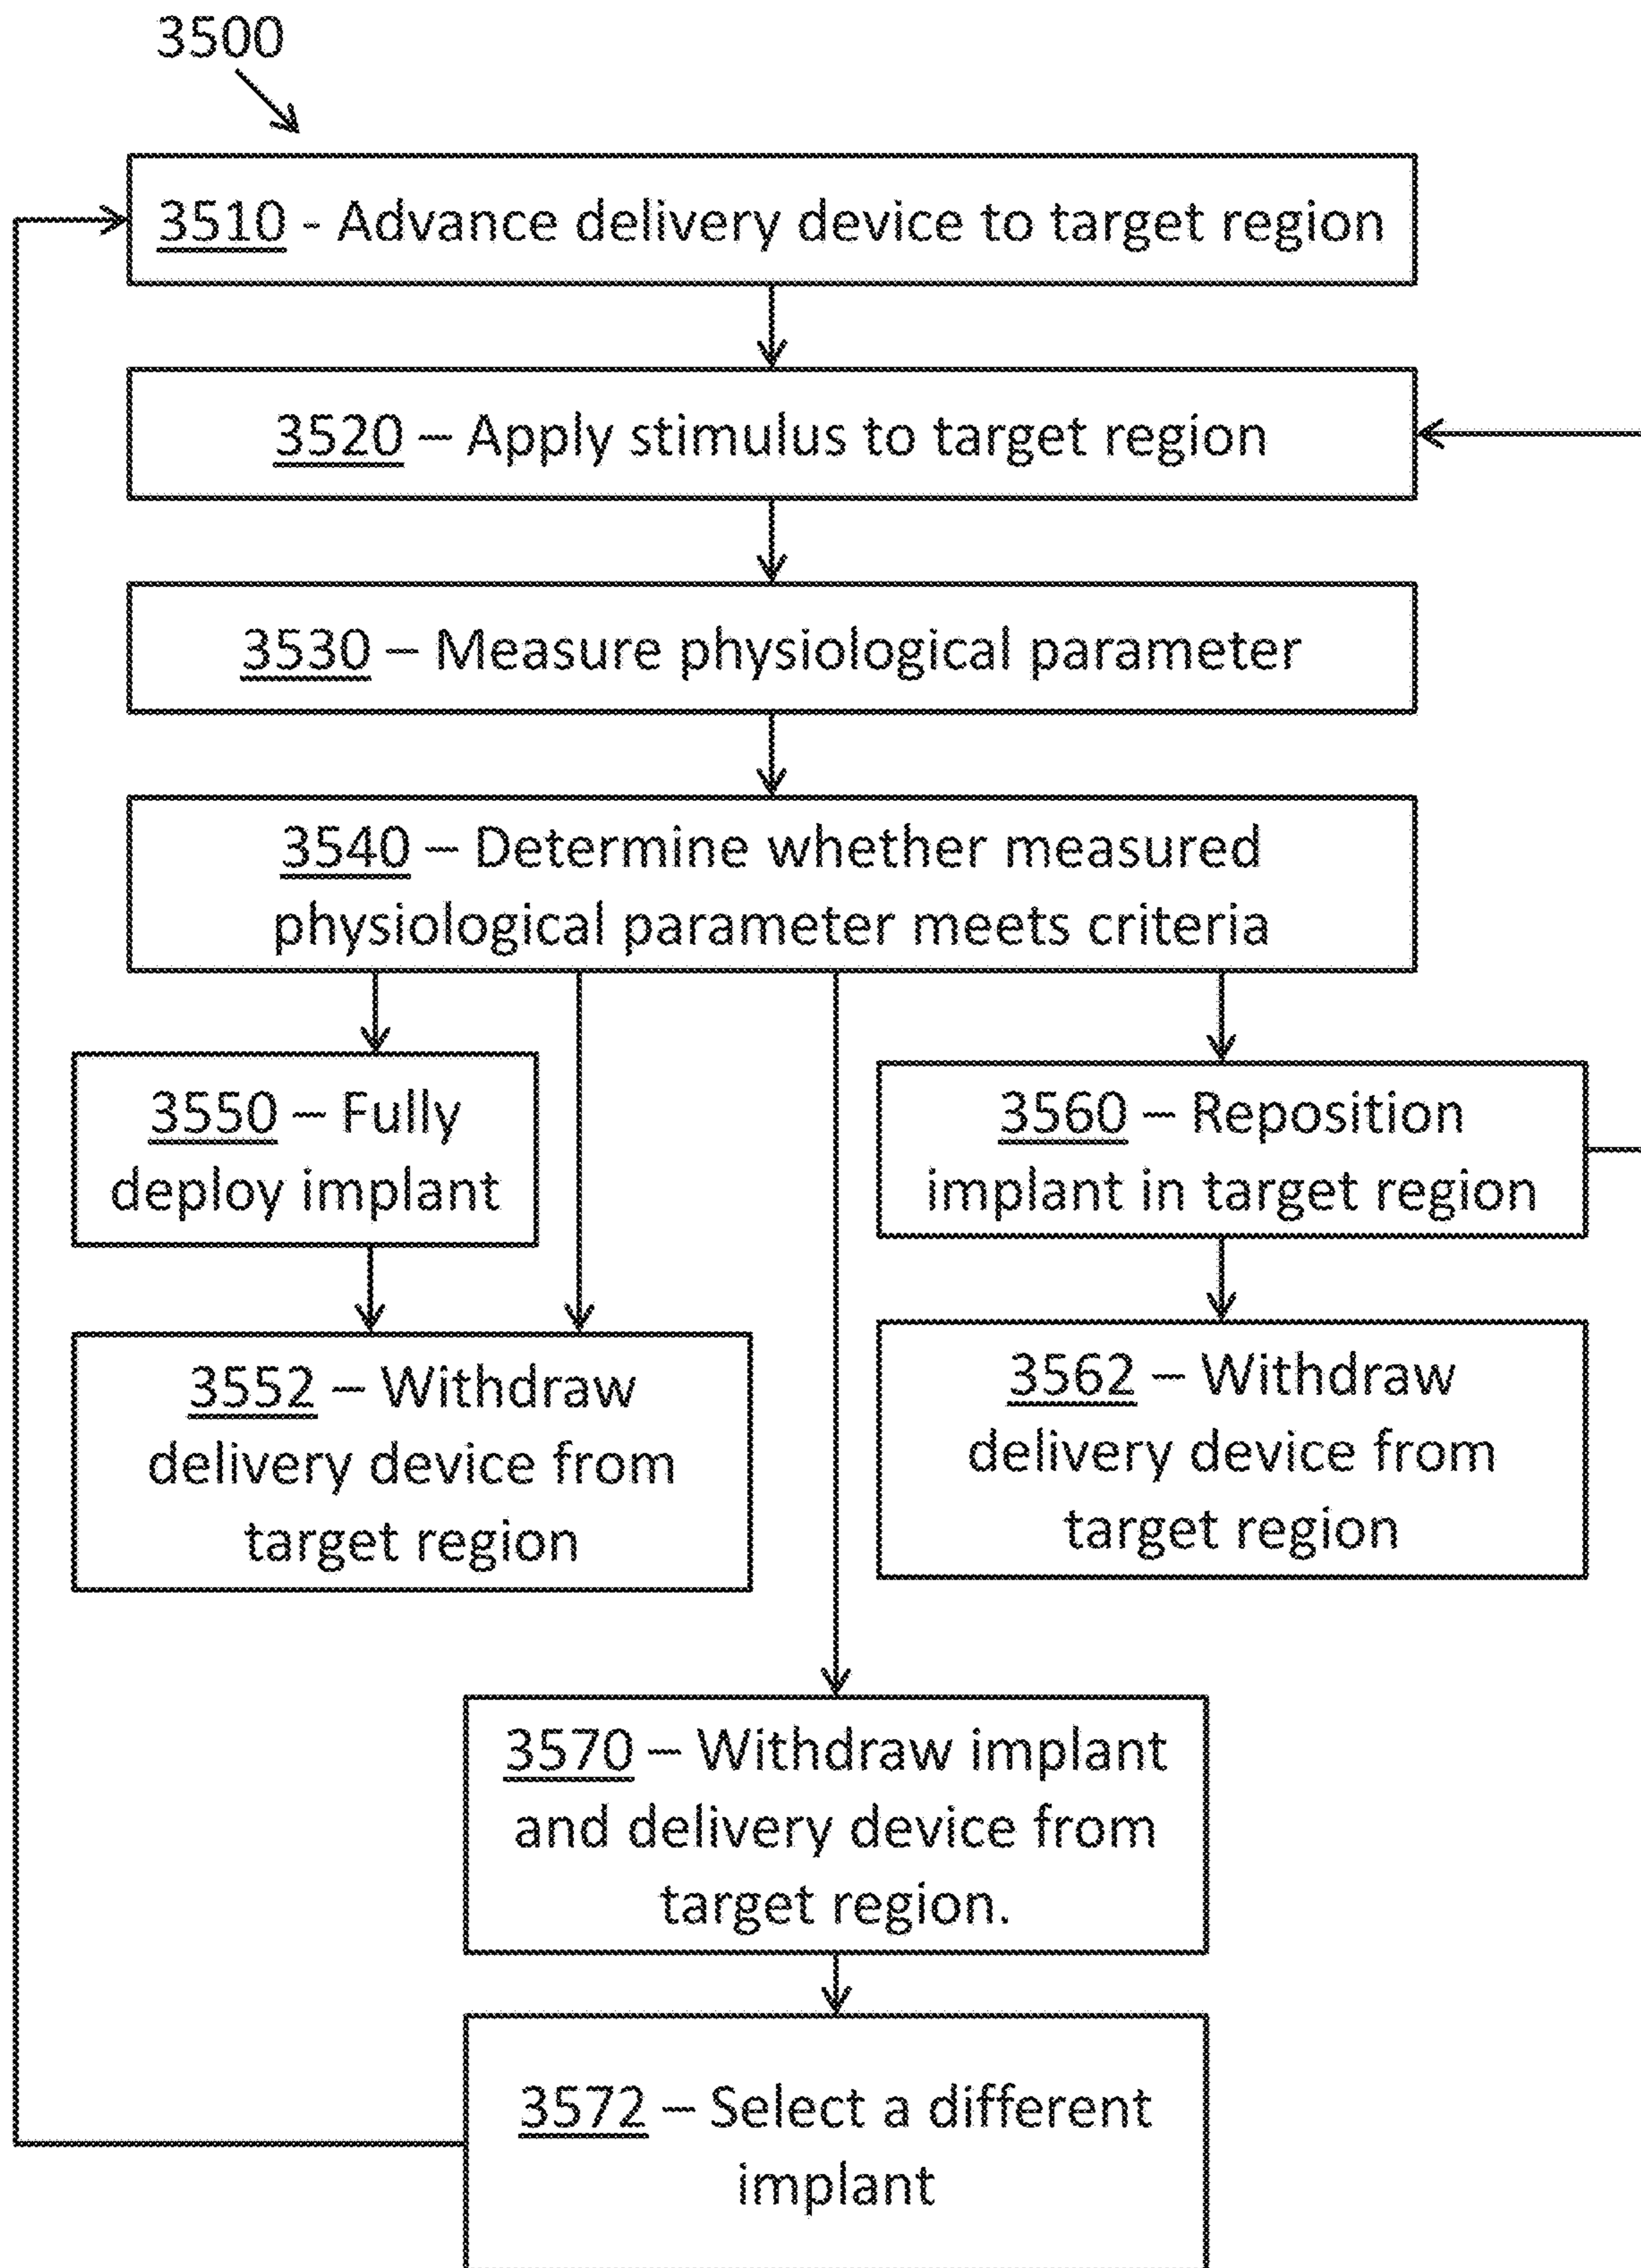 3500
3510 - Advance delivery device to target region
3520 – Apply stimulus to target region
3530 – Measure physiological parameter
3540 – Determine whether measured
physiological parameter meets criteria
3550 – Fully
deploy implant
3560 – Reposition
implant in target region
3552 – Withdraw
delivery device from
target region
3562 – Withdraw
delivery device from
target region
3570 – Withdraw implant
and delivery device from
target region.
3572 – Select a different
implant